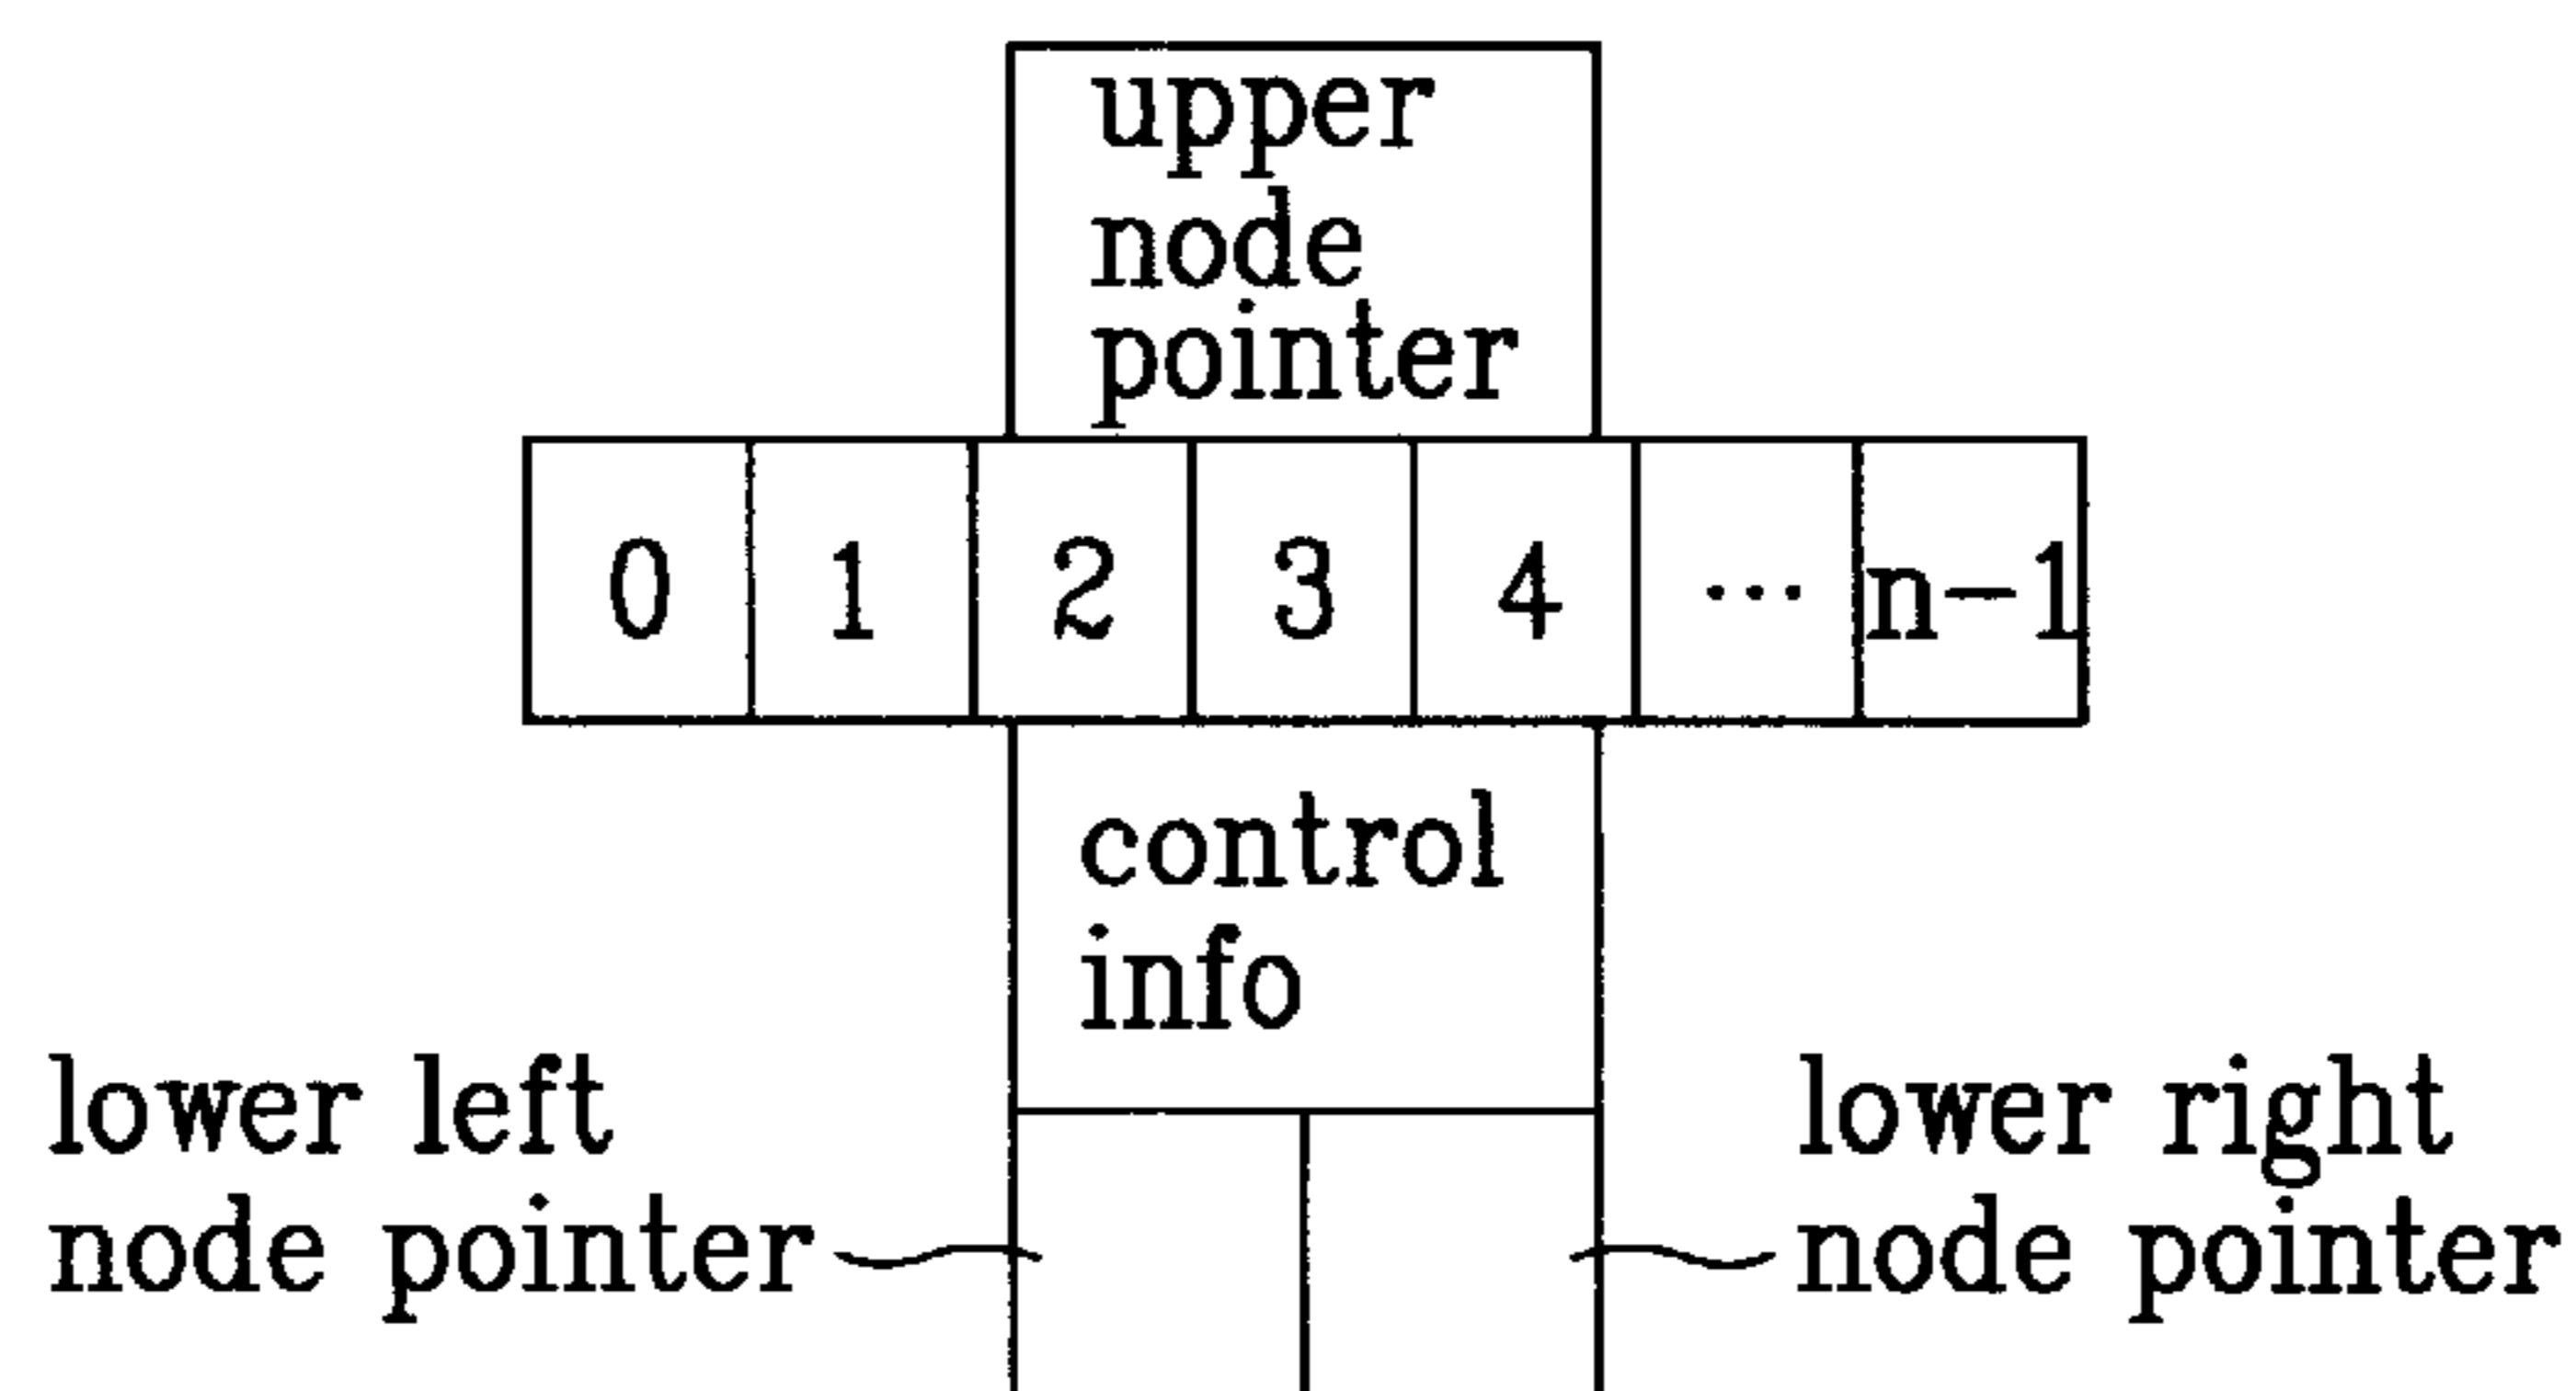 upper
node
pointer
0 1 2 3 4 ... n-1
control
info
lower left
node pointer
lower right
node pointer